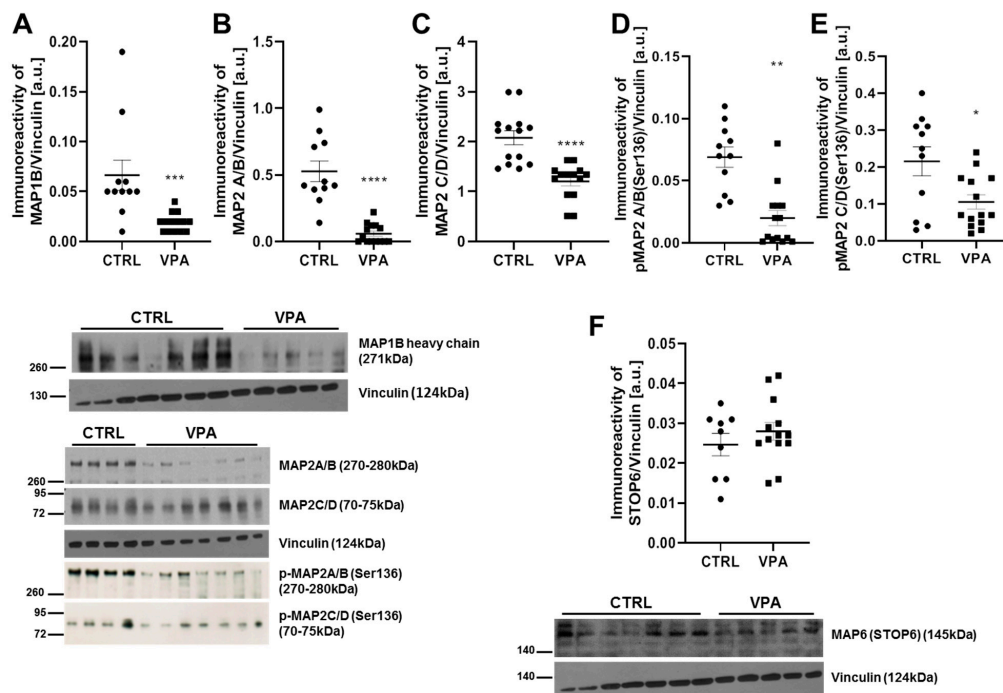 A
Immunoreactivity of
MAP1B/Vinculin [a.u.]
0.20
0.15
0.10
0.05
0.00
***
CTRL VPA
B
Immunoreactivity of
MAP2 A/B/Vinculin [a.u.]
1.5
1.0
0.5
0.0
****
CTRL VPA
C
Immunoreactivity of
MAP2 C/D/Vinculin [a.u.]
4
3
2
1
0
****
CTRL VPA
D
Immunoreactivity of
pMAP2 A/B(Ser136)/Vinculin [a.u.]
0.15
0.10
0.05
0.00
**
CTRL VPA
E
Immunoreactivity of
pMAP2 C/D/(Ser136)/Vinculin [a.u.]
0.5
0.4
0.3
0.2
0.1
0.0
*
CTRL VPA
CTRL VPA
MAP1B heavy chain
(271kDa)
260
130
Vinculin (124kDa)
CTRL VPA
MAP2A/B (270-280kDa)
260
95
MAP2C/D (70-75kDa)
72
Vinculin (124kDa)
p-MAP2A/B (Ser136)
(270-280kDa)
260
95
p-MAP2C/D (Ser136)
(70-75kDa)
72
F
Immunoreactivity of
STOP6/Vinculin [a.u.]
0.05
0.04
0.03
0.02
0.01
0.00
CTRL VPA
CTRL VPA
MAP6 (STOP6) (145kDa)
140
140
Vinculin (124kDa)